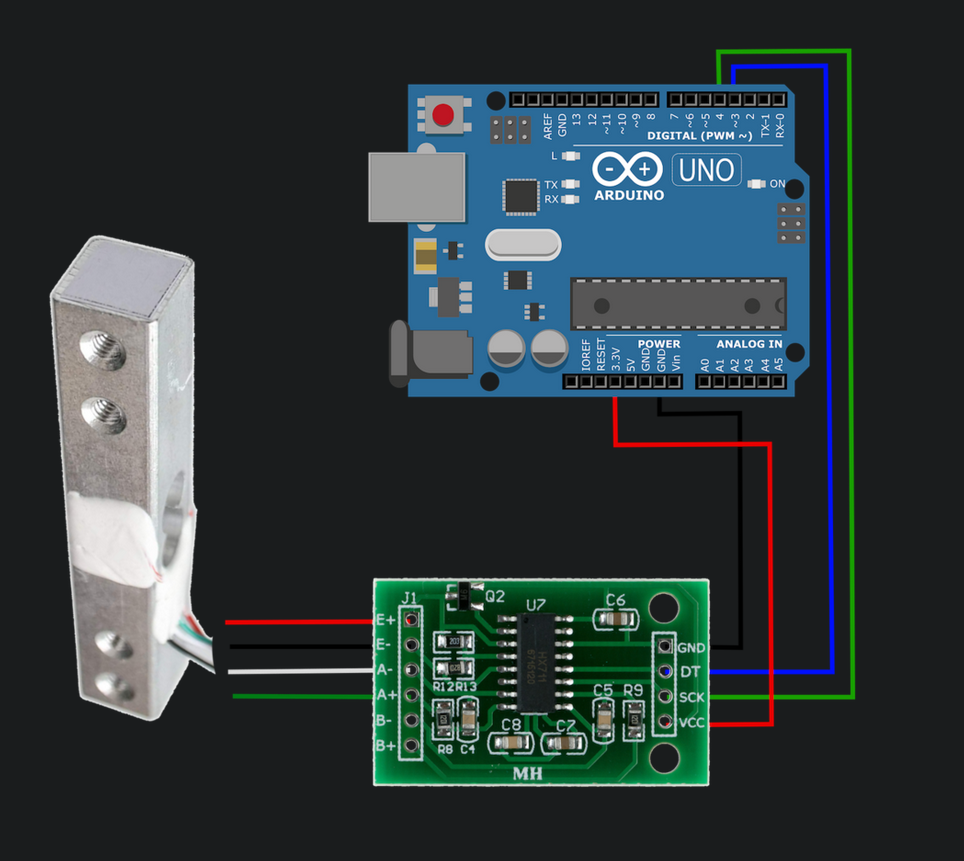 AREF
GND
13
12
~11
~10
~9
8
7
~6
~5
4
~3
2
TX→1
RX←0
DIGITAL (PWM ~)
L
TX
RX
ARDUINO
UNO
ON
POWER
ANALOG IN
IOREF
RESET
3.3V
5V
GND
GND
Vin
A0
A1
A2
A3
A4
A5
J1
Q2
U7
C6
E+
E-
A-
A+
B-
B+
207
R12R13
HX711
GND
DT
SCK
VCC
C5
R9
R8
C4
C8
C7
MH